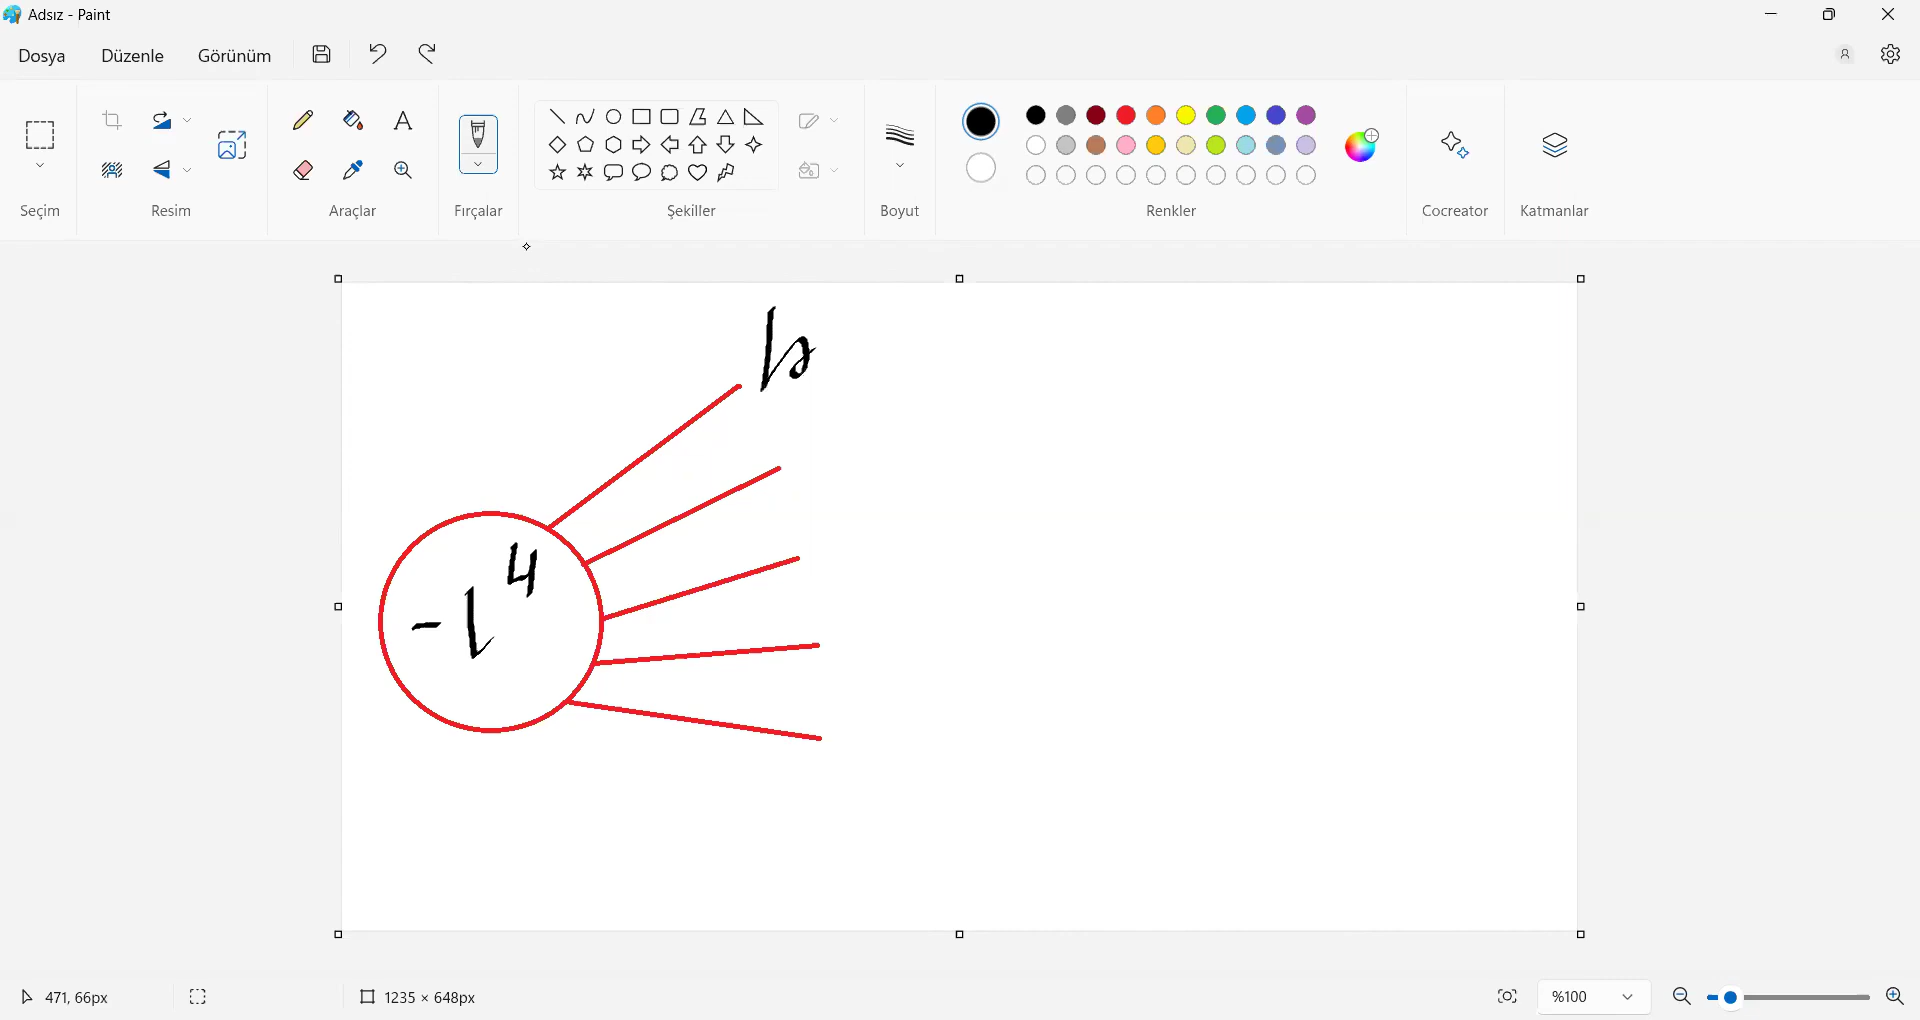 Adsız - Paint
Dosya Düzenle Görünüm
Seçim Resim Araçlar Fırçalar Şekiller Boyut Renkler Cocreator Katmanlar
b
4
-1
471, 66px 1235 × 648px %100